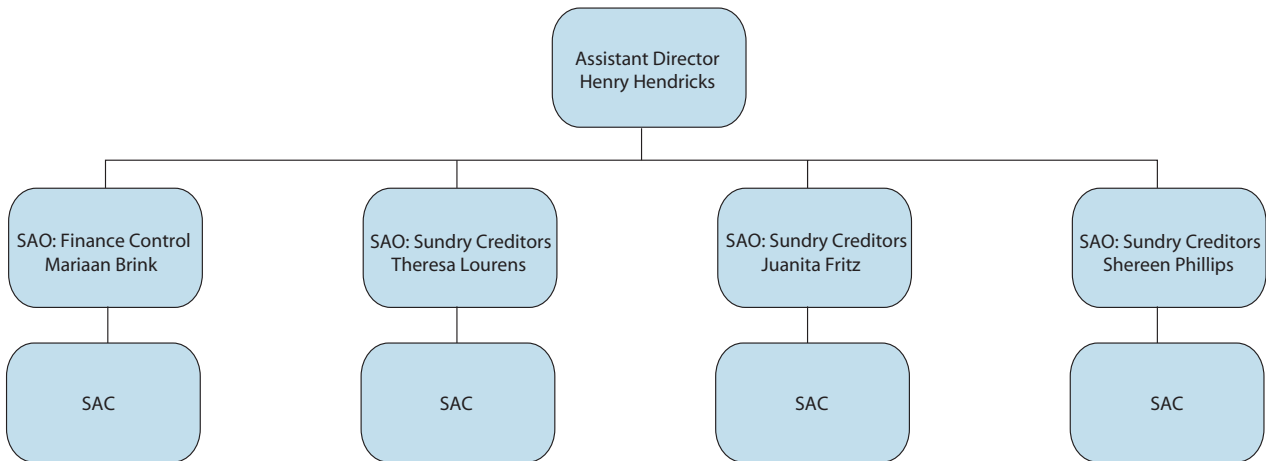 Assistant Director
Henry Hendricks
SAO: Finance Control
Mariaan Brink
SAO: Sundry Creditors
Theresa Lourens
SAO: Sundry Creditors
Juanita Fritz
SAO: Sundry Creditors
Shereen Phillips
SAC
SAC
SAC
SAC